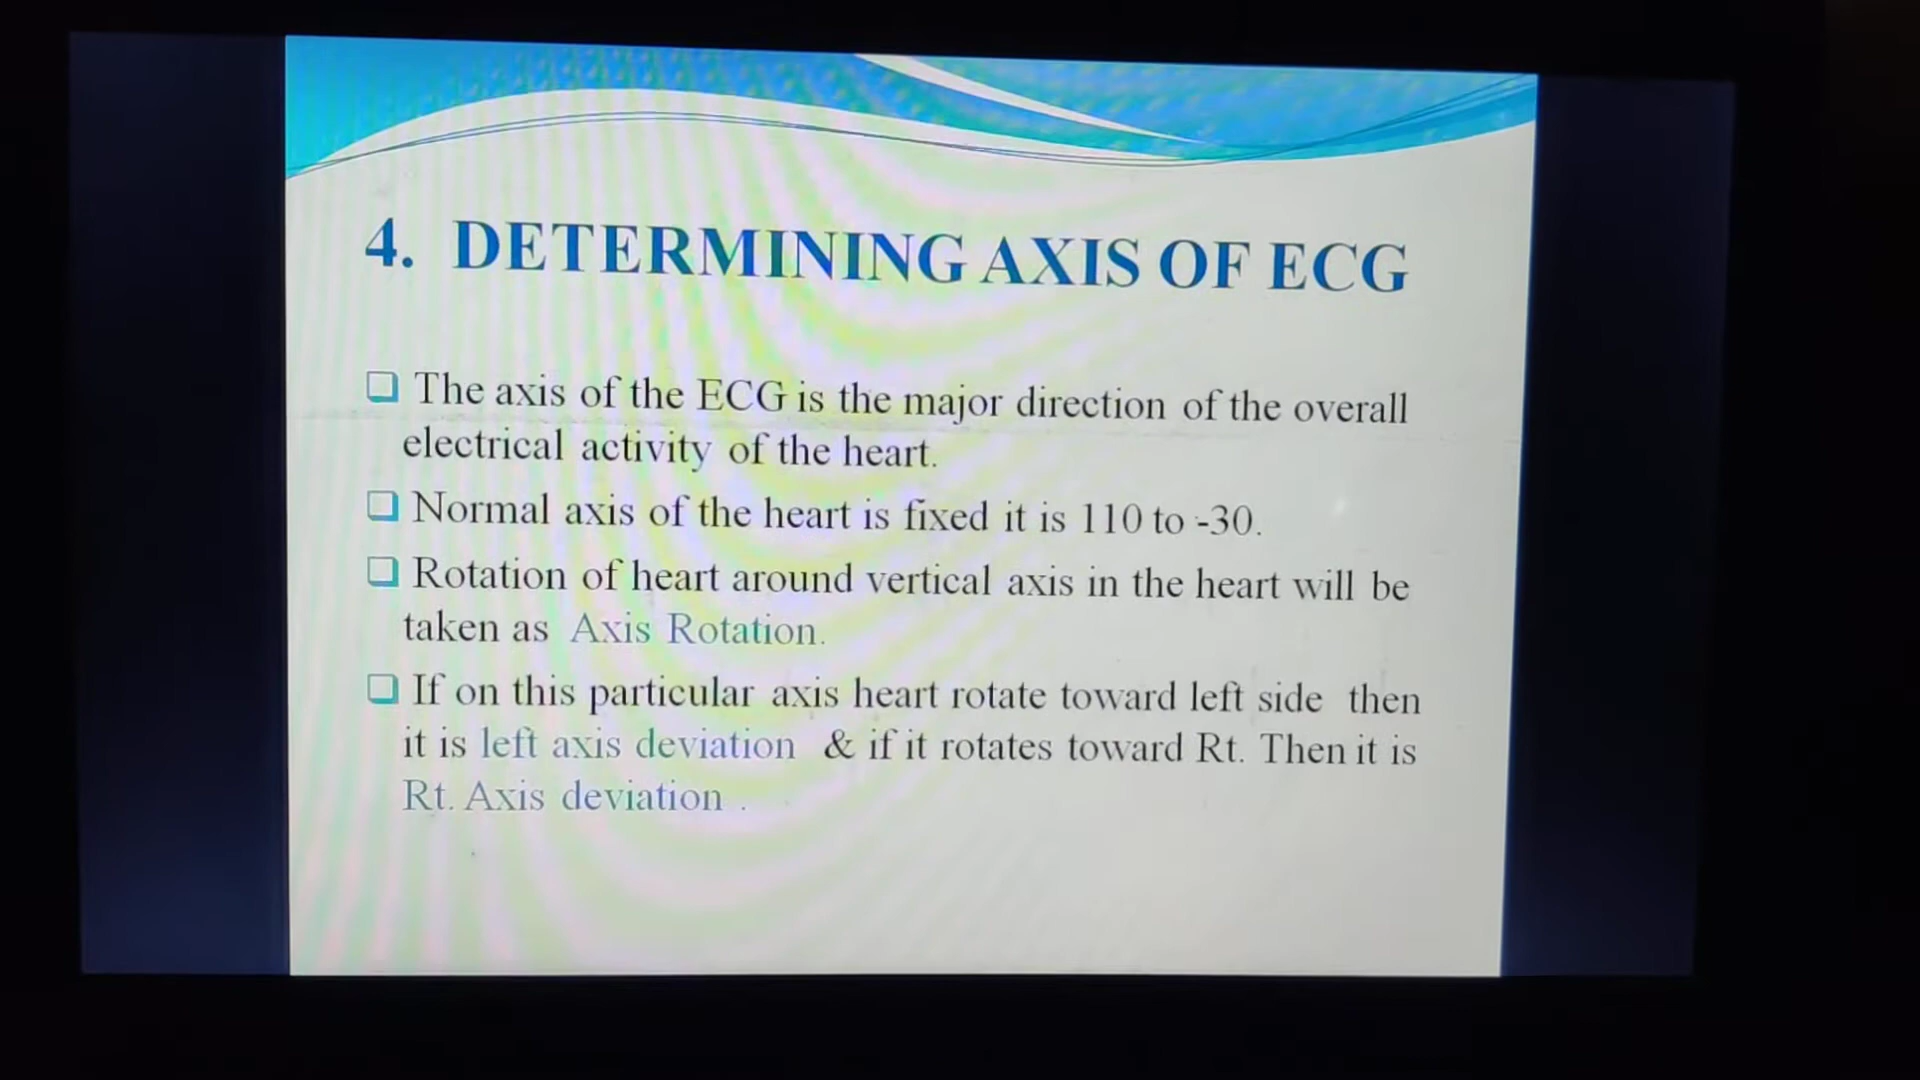 4. DETERMINING AXIS OF ECG
The axis of the ECG is the major direction of the overall
electrical activity of the heart.
Normal axis of the heart is fixed it is 110 to -30.
Rotation of heart around vertical axis in the heart will be
taken as Axis Rotation.
If on this particular axis heart rotate toward left side then
it is left axis deviation & if it rotates toward Rt. Then it is
Rt. Axis deviation .